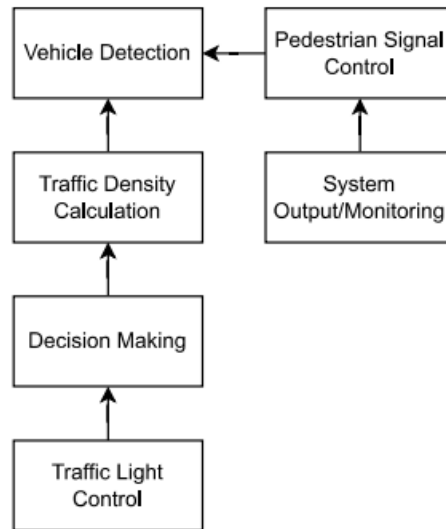 Vehicle Detection
Pedestrian Signal
Control
Traffic Density
Calculation
System
Output/Monitoring
Decision Making
Traffic Light
Control